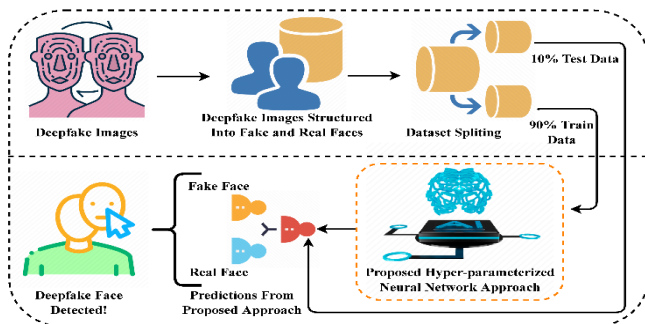 Deepfake Images
Deepfake Images Structured
Into Fake and Real Faces
Dataset Spliting
10% Test Data
90% Train
Data
Fake Face
Real Face
Deepfake Face
Detected!
Predictions From
Proposed Approach
AI
Proposed Hyper-parameterized
Neural Network Approach